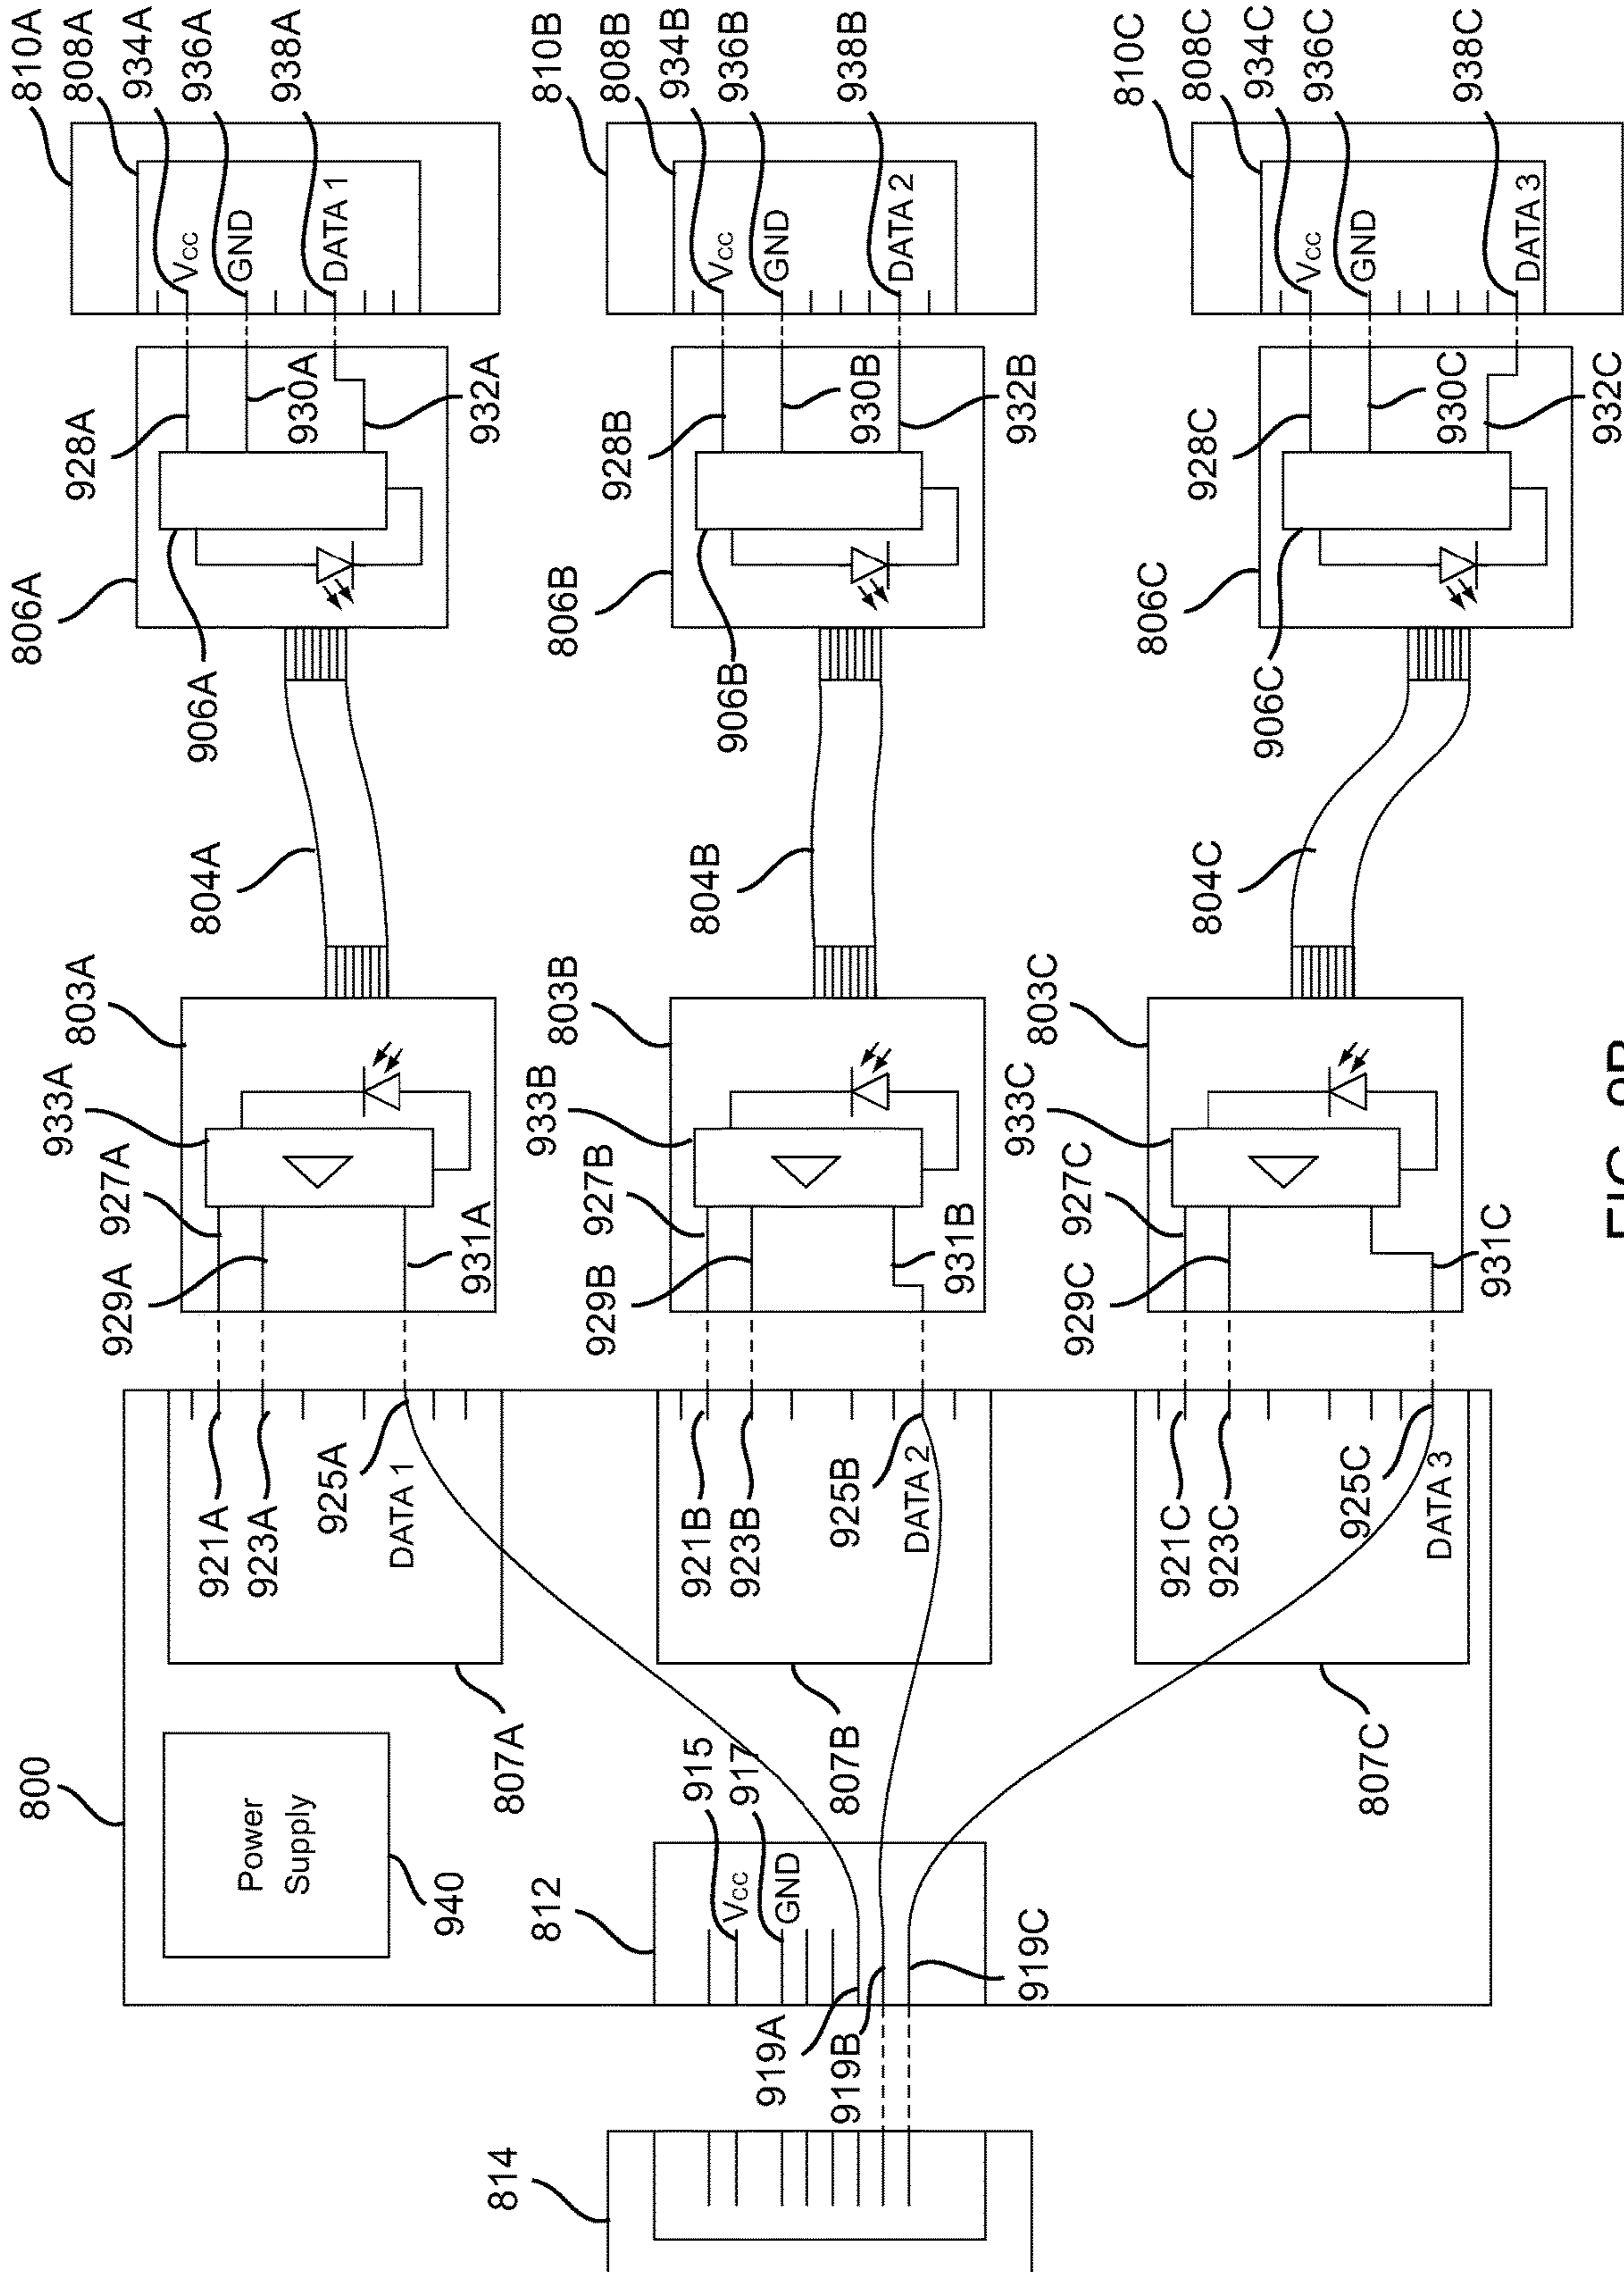 810A
808A
934A
936A
938A
Vcc
GND
DATA 1
806A
928A
930A
932A
906A
804A
803A
933A
927A
929A
931A
921A
923A
925A
DATA 1
807A
800
Power
Supply
940
810B
808B
934B
936B
938B
Vcc
GND
DATA 2
806B
928B
930B
932B
906B
804B
803B
933B
927B
929B
931B
921B
923B
925B
DATA 2
807B
915
917
Vcc
GND
812
919A
919B
919C
814
810C
808C
934C
936C
938C
Vcc
GND
DATA 3
806C
928C
930C
932C
906C
804C
803C
933C
927C
929C
931C
921C
923C
925C
DATA 3
807C